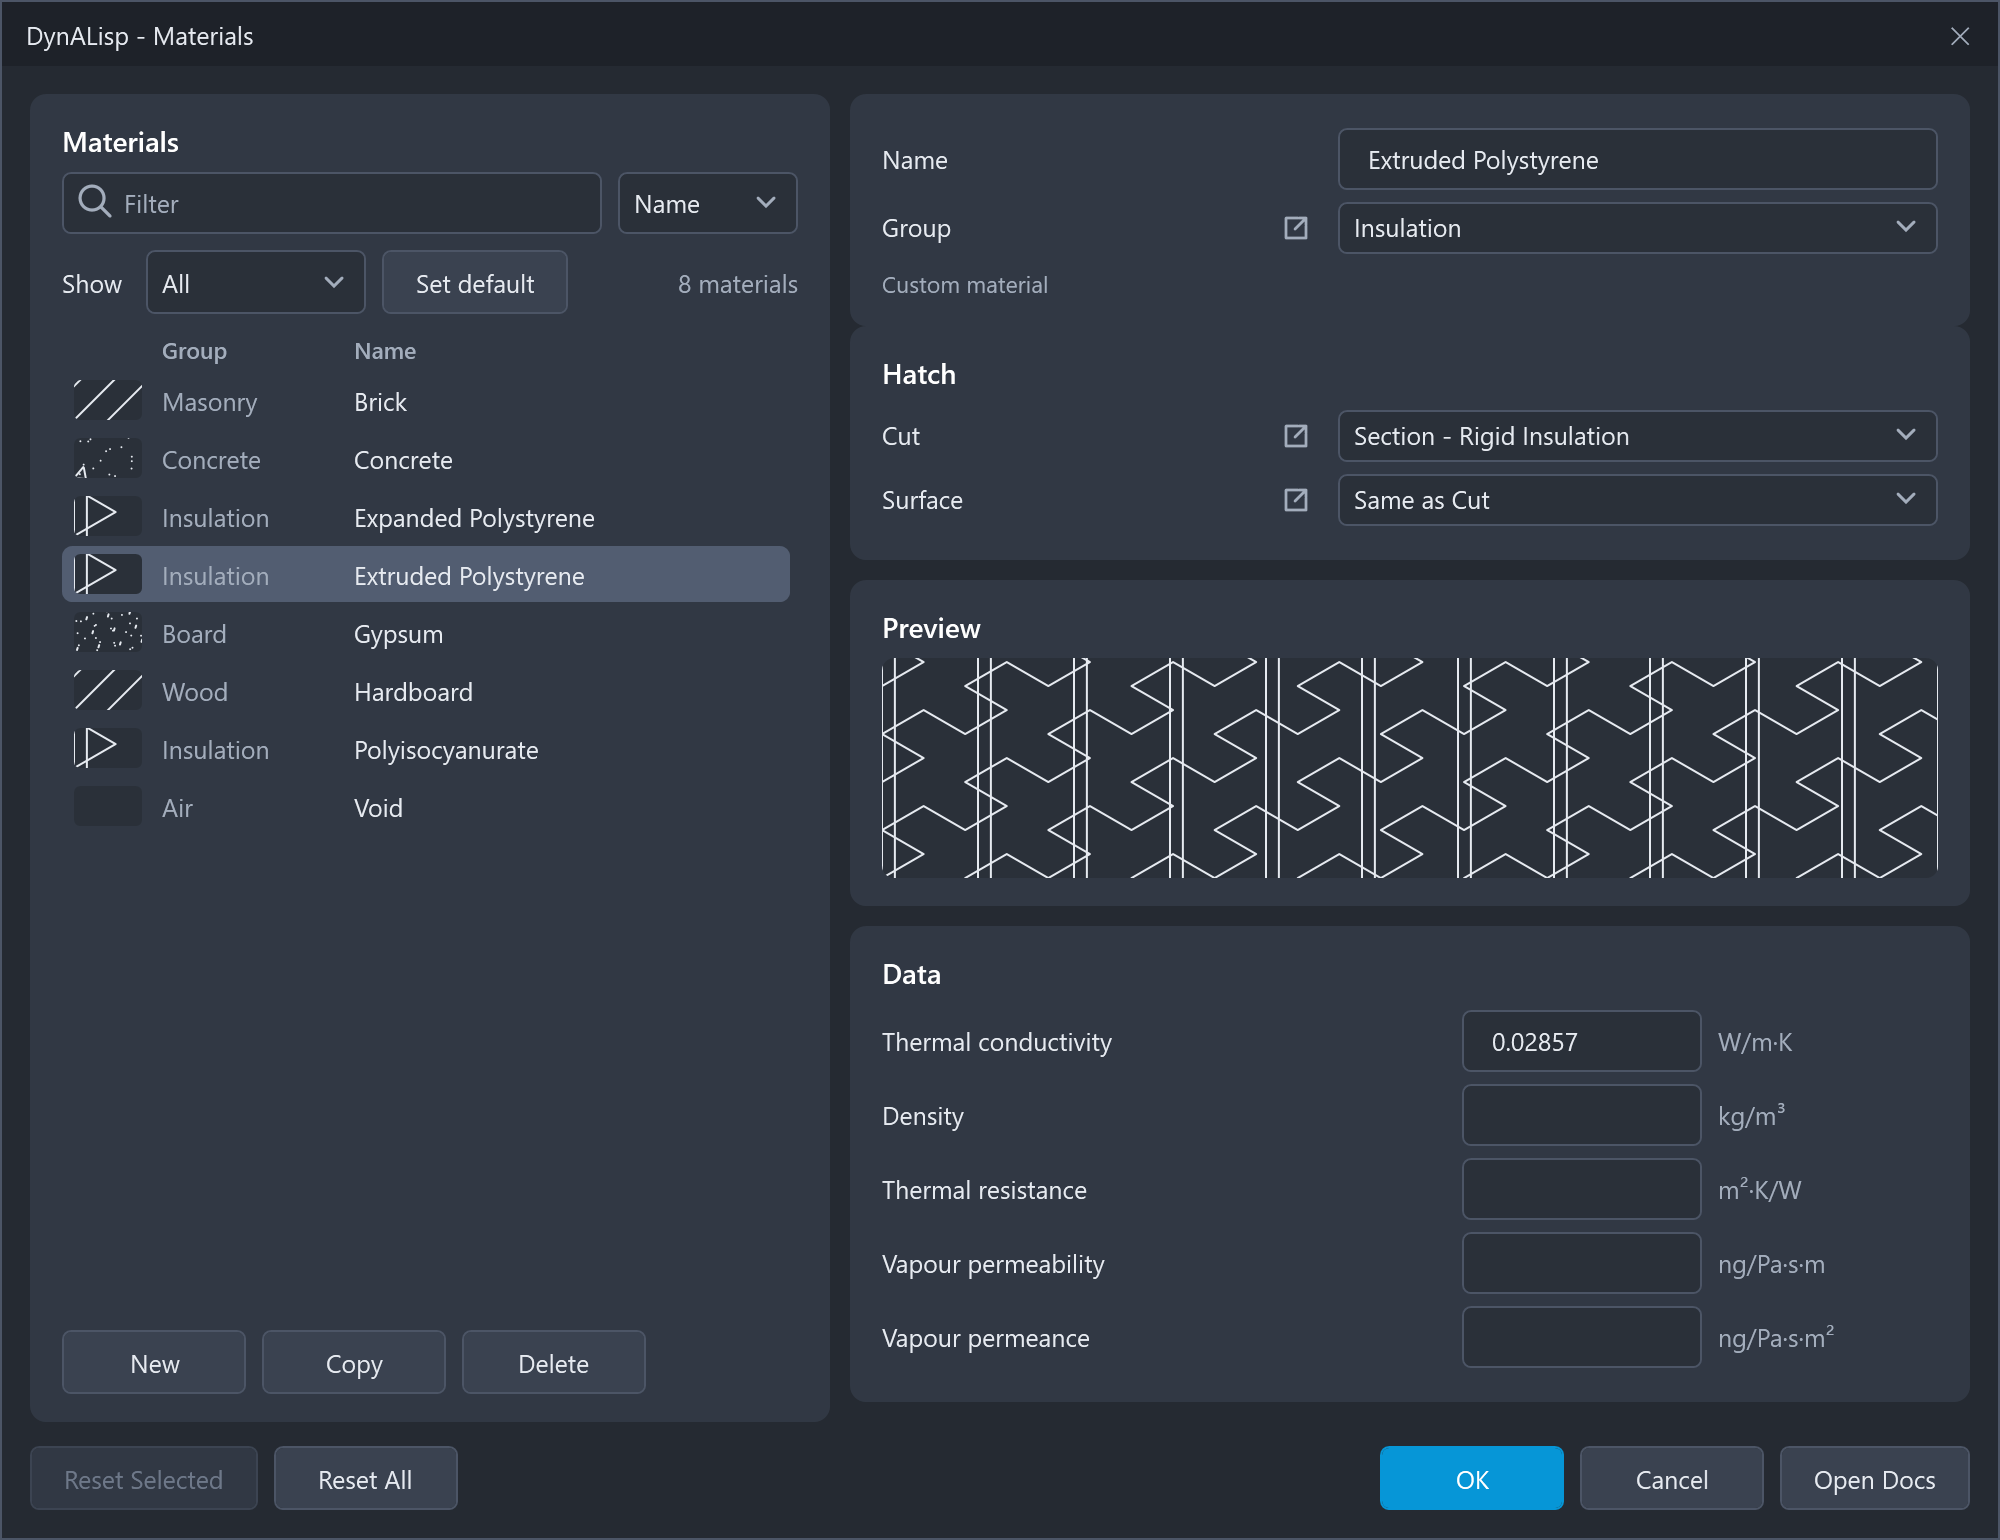 DynALisp - Materials
Materials
Filter
Name
Show
All
Set default
8 materials
Group Name
Masonry Brick
Concrete Concrete
Insulation Expanded Polystyrene
Insulation Extruded Polystyrene
Board Gypsum
Wood Hardboard
Insulation Polyisocyanurate
Air Void
New
Copy
Delete
Name Extruded Polystyrene
Group Insulation
Custom material
Hatch
Cut Section - Rigid Insulation
Surface Same as Cut
Preview
Data
Thermal conductivity 0.02857 W/m·K
Density kg/m³
Thermal resistance m²·K/W
Vapour permeability ng/Pa·s·m
Vapour permeance ng/Pa·s·m²
Reset Selected
Reset All
OK
Cancel
Open Docs